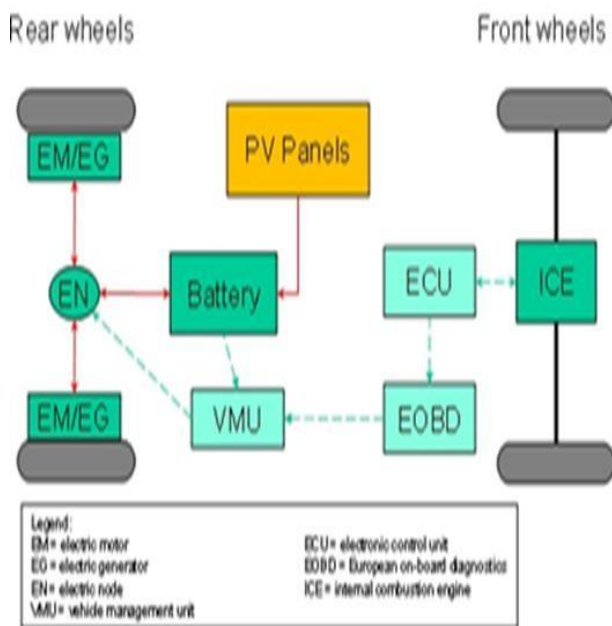 Rear wheels
Front wheels
EM/EG
PV Panels
EN
Battery
ECU
ICE
EM/EG
VMU
EOBD
Legend:
EM= electric motor
EG= electric generator
EN= electric node
VMU= vehicle management unit
ECU= electronic control unit
EOBD= European on-board diagnostics
ICE= internal combustion engine